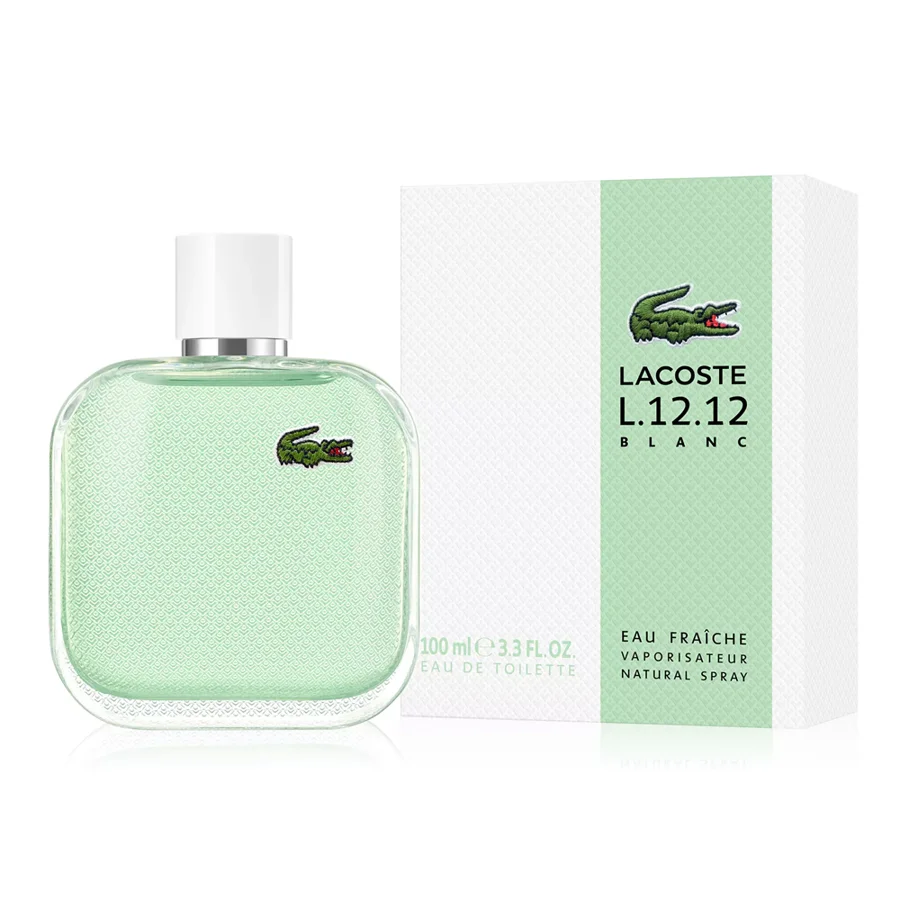 LACOSTE
L.12.12
BLANC
EAU FRAÎCHE
VAPORISATEUR
NATURAL SPRAY
100 ml ℮ 3.3 FL.OZ.
EAU DE TOILETTE